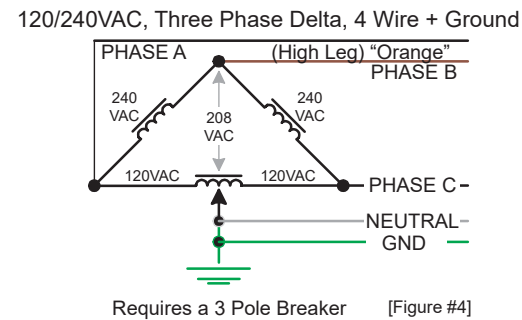 120/240VAC, Three Phase Delta, 4 Wire + Ground
PHASE A
(High Leg) “Orange”
PHASE B
240
VAC
208
VAC
240
VAC
120VAC
120VAC
PHASE C
NEUTRAL
GND
Requires a 3 Pole Breaker
[Figure #4]